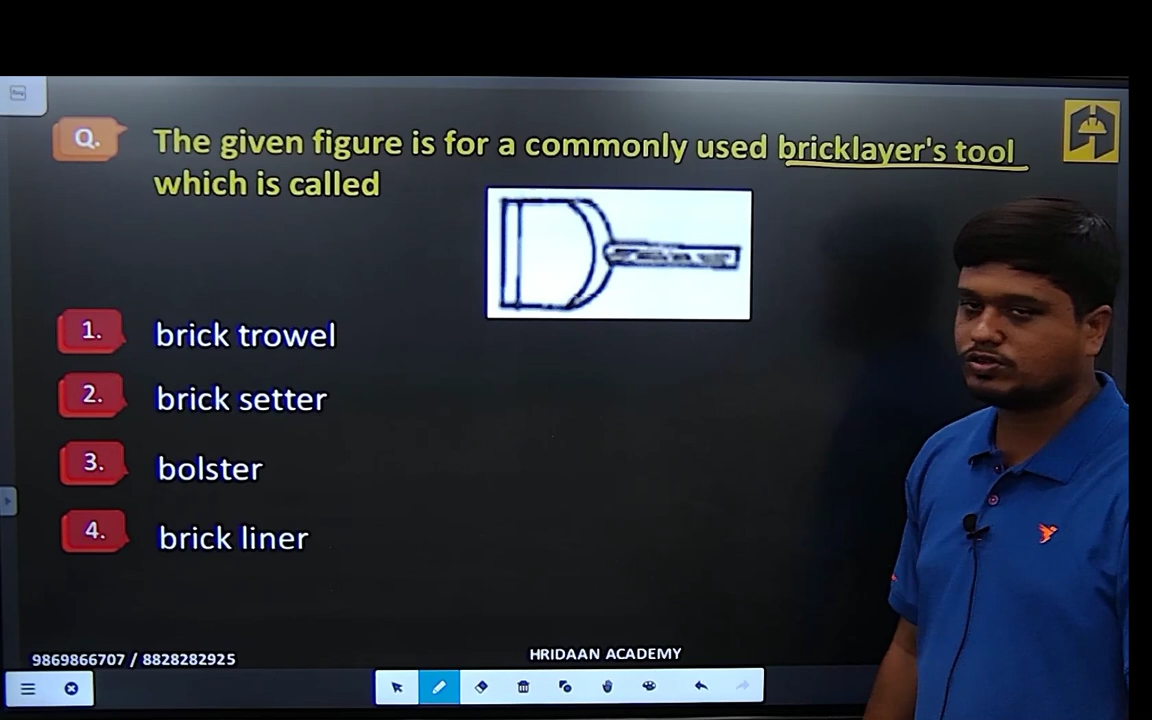 Q.
The given figure is for a commonly used bricklayer's tool
which is called
1.
brick trowel
2.
brick setter
3.
bolster
4.
brick liner
9869866707 / 8828282925
HRIDAAN ACADEMY